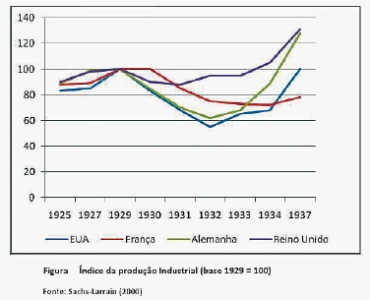 140
120
100
80
60
40
20
0
1925 1927 1929 1930 1931 1932 1933 1934 1937
EUA França Alemanha Reino Unido
Figura Índice da produção Industrial (base 1929 = 100)
Fonte: Sachs-Larrain (2000)